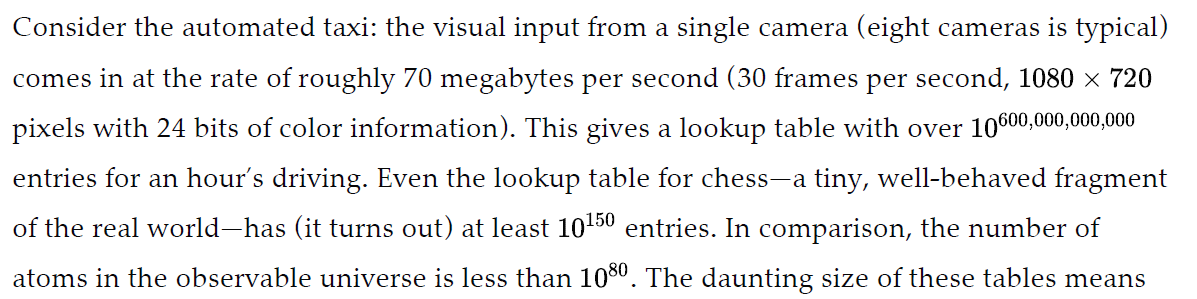 Consider the automated taxi: the visual input from a single camera (eight cameras is typical)
comes in at the rate of roughly 70 megabytes per second (30 frames per second, 1080 × 720
pixels with 24 bits of color information). This gives a lookup table with over 10^600,000,000,000
entries for an hour’s driving. Even the lookup table for chess—a tiny, well-behaved fragment
of the real world—has (it turns out) at least 10^150 entries. In comparison, the number of
atoms in the observable universe is less than 10^80. The daunting size of these tables means